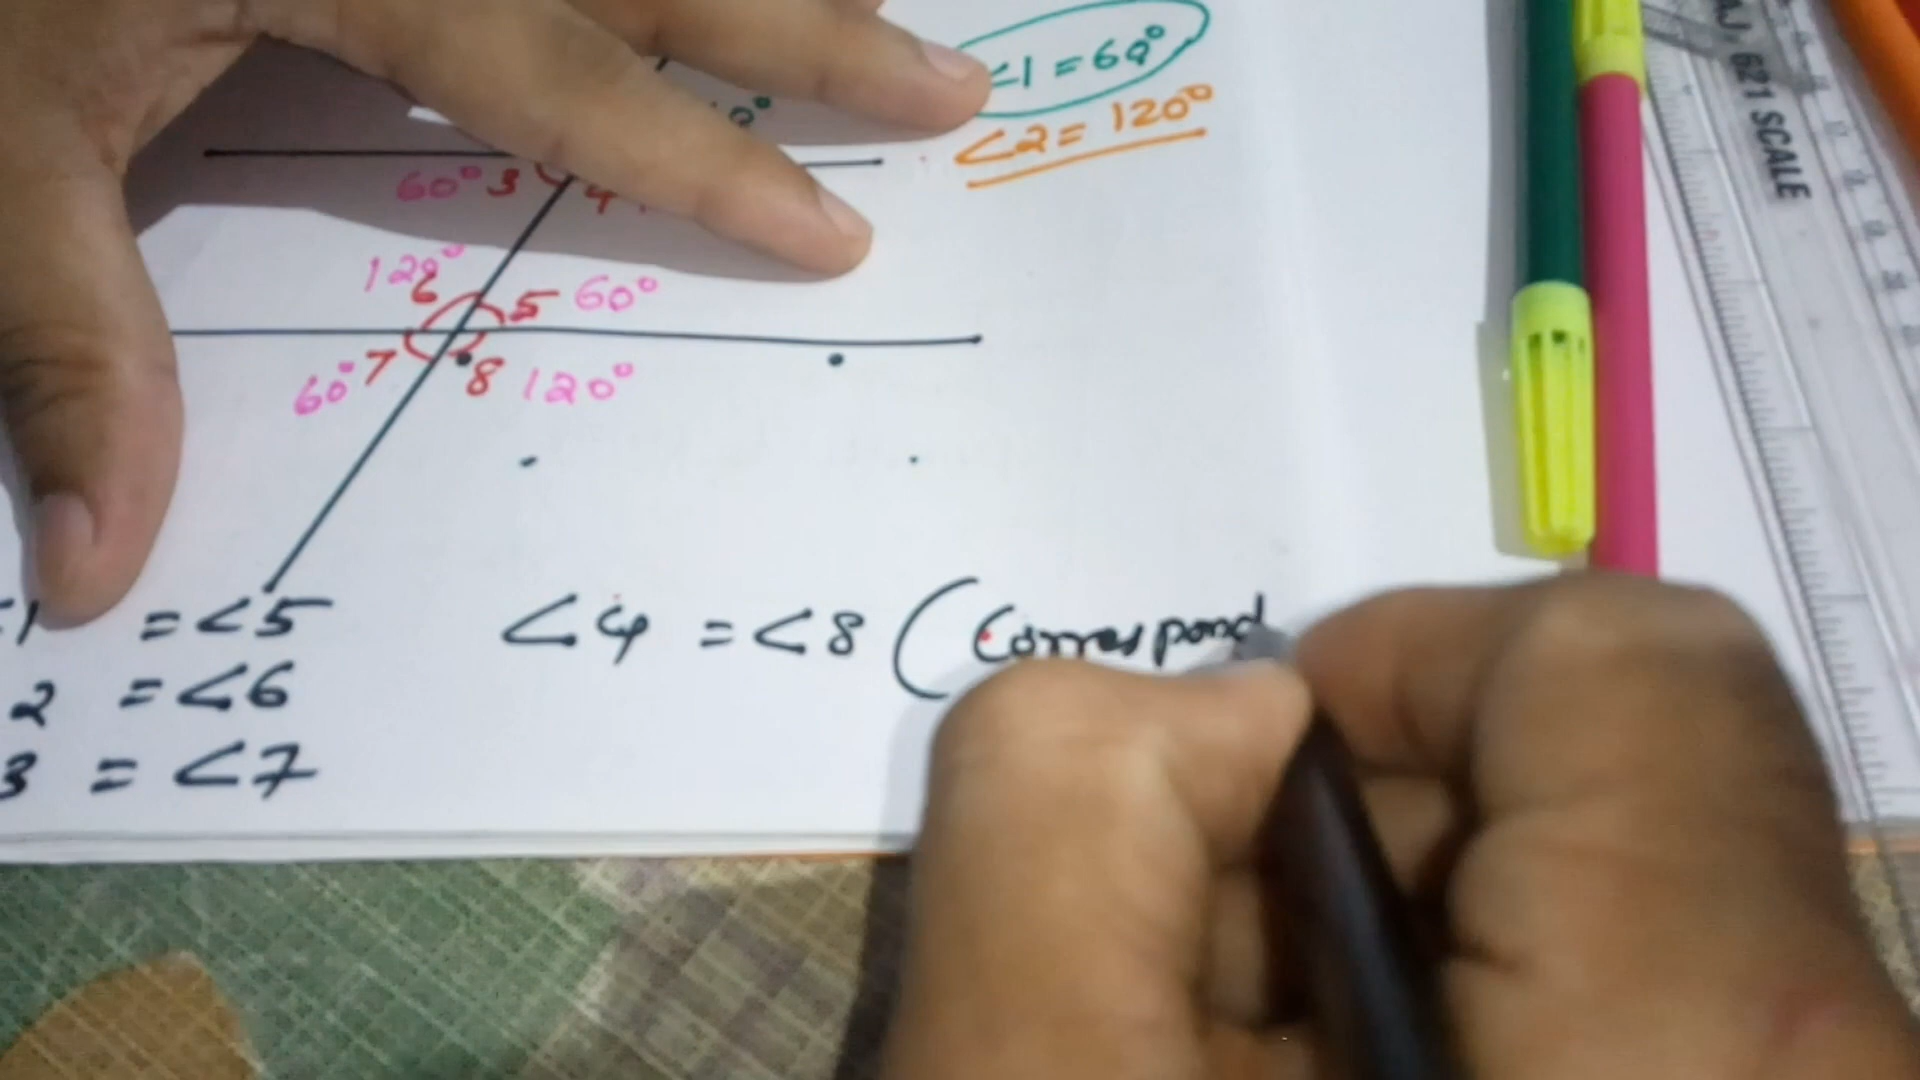 <1 = 60°
<2 = 120°
60° 3
4
120°
6
5 60°
60° 7
8 120°
1 = <5
2 = <6
3 = <7
<4 = <8 (Correspond
621 SCALE